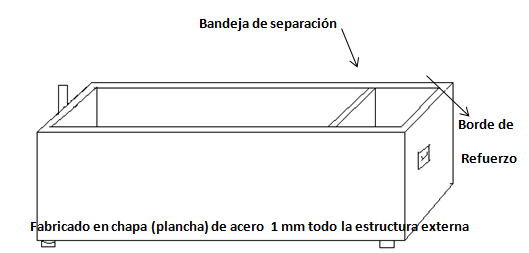 Bandeja de separación
Borde de
Refuerzo
Fabricado en chapa (plancha) de acero 1 mm todo la estructura externa